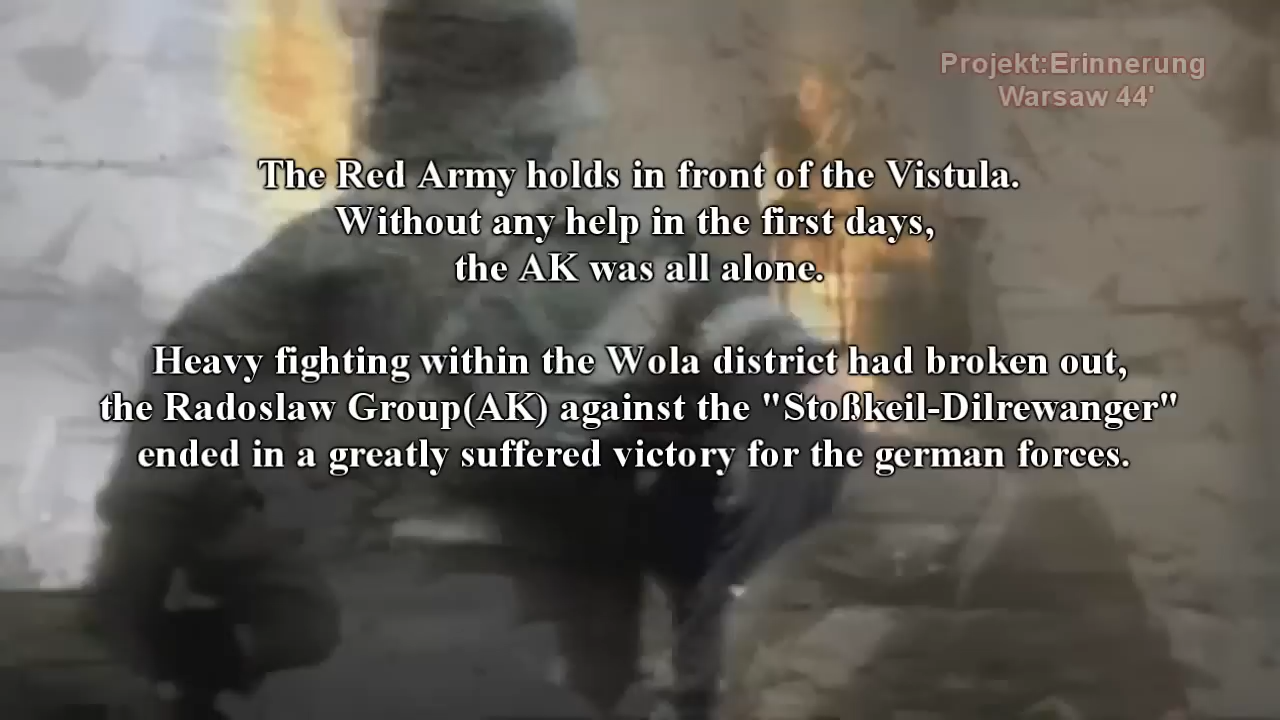 Projekt:Erinnerung
Warsaw 44'
The Red Army holds in front of the Vistula.
Without any help in the first days,
the AK was all alone.
Heavy fighting within the Wola district had broken out,
the Radoslaw Group(AK) against the "Stoßkeil-Dilrewanger"
ended in a greatly suffered victory for the german forces.